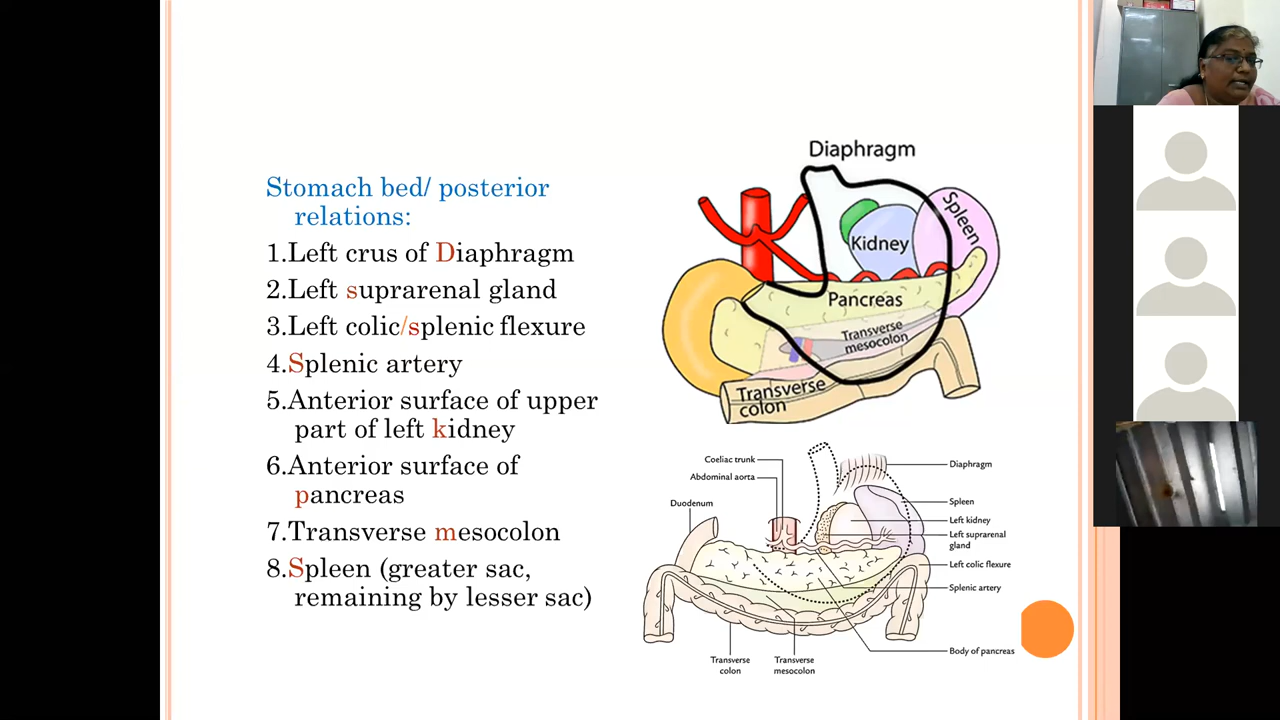 Stomach bed/ posterior
relations:
1.Left crus of Diaphragm
2.Left suprarenal gland
3.Left colic/splenic flexure
4.Splenic artery
5.Anterior surface of upper
part of left kidney
6.Anterior surface of
pancreas
7.Transverse mesocolon
8.Spleen (greater sac,
remaining by lesser sac)
Diaphragm
Spleen
Kidney
Pancreas
Transverse
mesocolon
Transverse
colon
Coeliac trunk
Abdominal aorta
Duodenum
Diaphragm
Spleen
Left kidney
Left suprarenal
gland
Left colic flexure
Splenic artery
Body of pancreas
Transverse
colon
Transverse
mesocolon